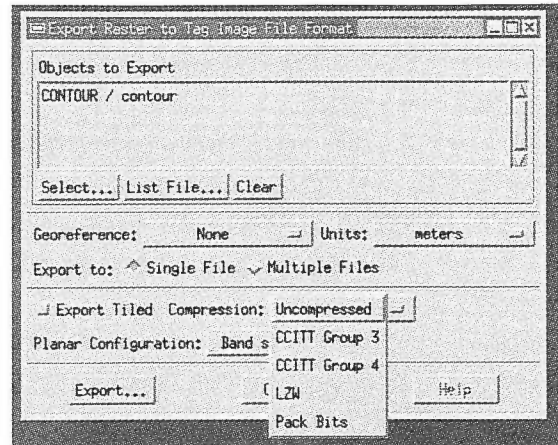 Export Raster to Tag Image File Format
Objects to Export
CONTOUR / contour
Select... List File... Clear
Georeference: None Units: meters
Export to: Single File Multiple Files
Export Tiled Compression: Uncompressed
CCITT Group 3
Planar Configuration: Band s
CCITT Group 4
Export... LZW Help
Pack Bits